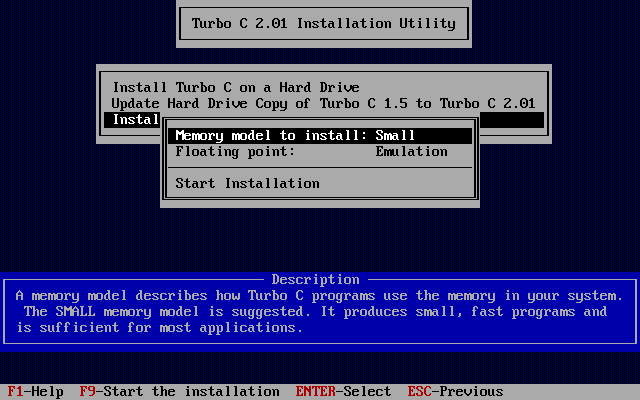 Turbo C 2.01 Installation Utility
Install Turbo C on a Hard Drive
Update Hard Drive Copy of Turbo C 1.5 to Turbo C 2.01
Instal
Memory model to install: Small
Floating point: Emulation
Start Installation
Description
A memory model describes how Turbo C programs use the memory in your system.
The SMALL memory model is suggested. It produces small, fast programs and
is sufficient for most applications.
F1-Help F9-Start the installation ENTER-Select ESC-Previous